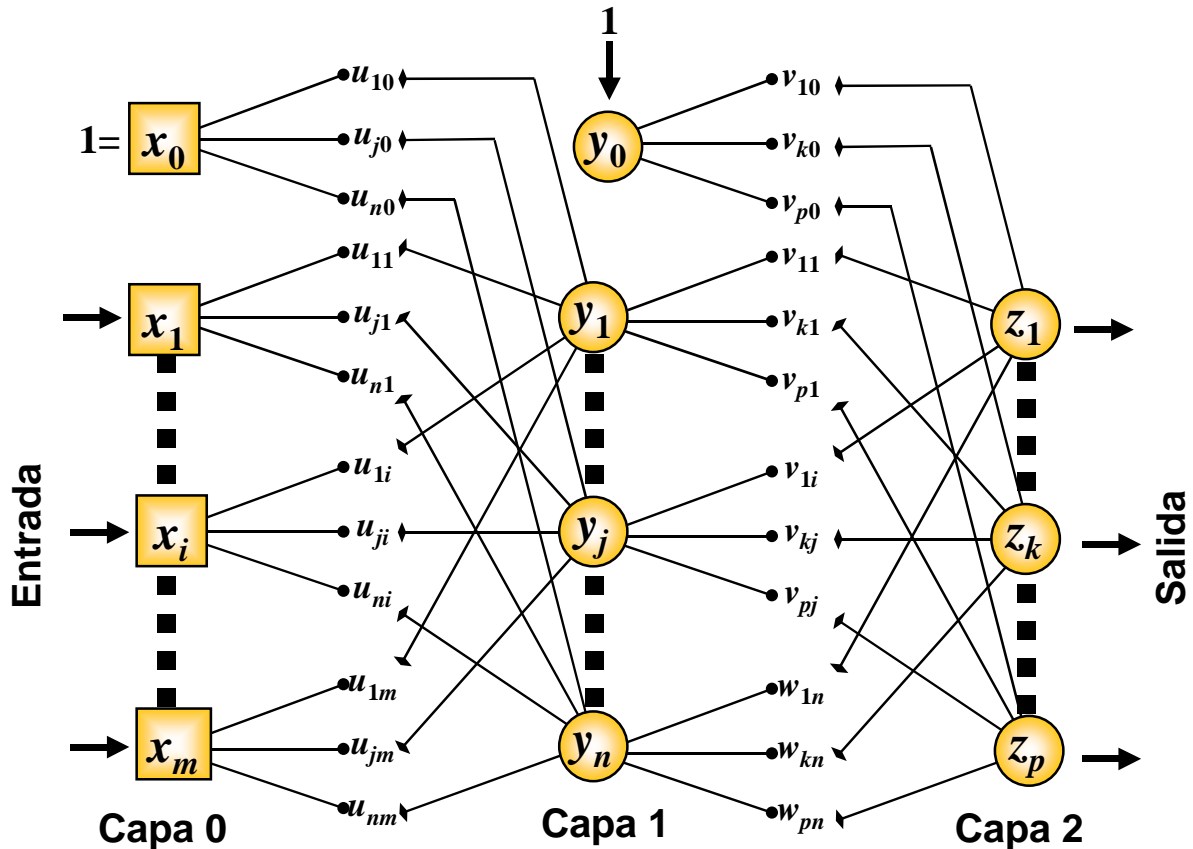 1
1=
x0
u10
uj0
un0
y0
v10
vk0
vp0
x1
u11
uj1
un1
y1
v11
vk1
vp1
z1
Entrada
xi
u1i
uji
uni
yj
v1i
vkj
vpj
zk
Salida
xm
u1m
ujm
unm
yn
w1n
wkn
wpn
zp
Capa 0
Capa 1
Capa 2